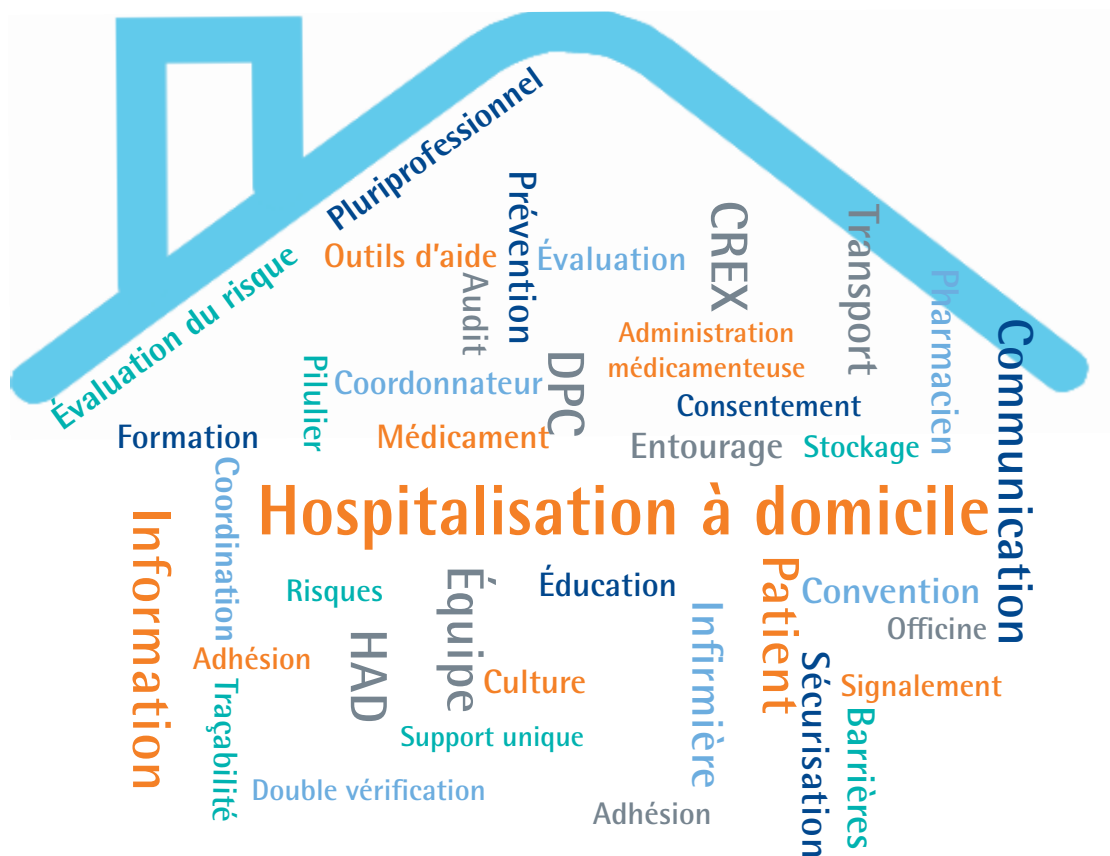 Pluriprofessionnel
Évaluation du risque
Prévention
Outils d'aide
Évaluation
CREX
Transport
Audit
Pharmacien
Administration
médicamenteuse
Communication
Pilulier
Coordonnateur
DPC
Consentement
Formation
Médicament
Entourage
Stockage
Coordination
Hospitalisation à domicile
Information
Risques
Équipe
Éducation
Patient
Convention
Officine
Infirmière
HAD
Adhésion
Culture
Sécurisation
Signalement
Traçabilité
Support unique
Barrières
Double vérification
Adhésion